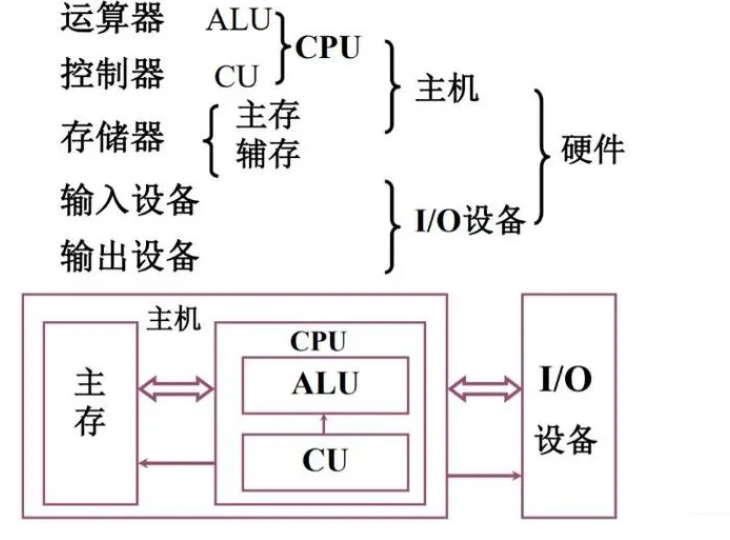 运算器 ALU
CPU
控制器 CU
主机
存储器 主存
辅存
硬件
输入设备
I/O设备
输出设备
主机
CPU
主
存
ALU
CU
I/O
设备